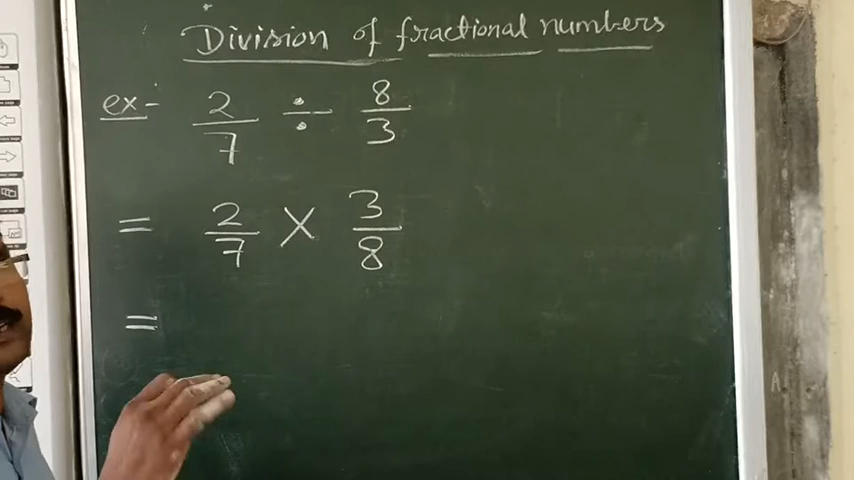 Division of fractional numbers
ex- 2/7 ÷ 8/3
= 2/7 × 3/8
=